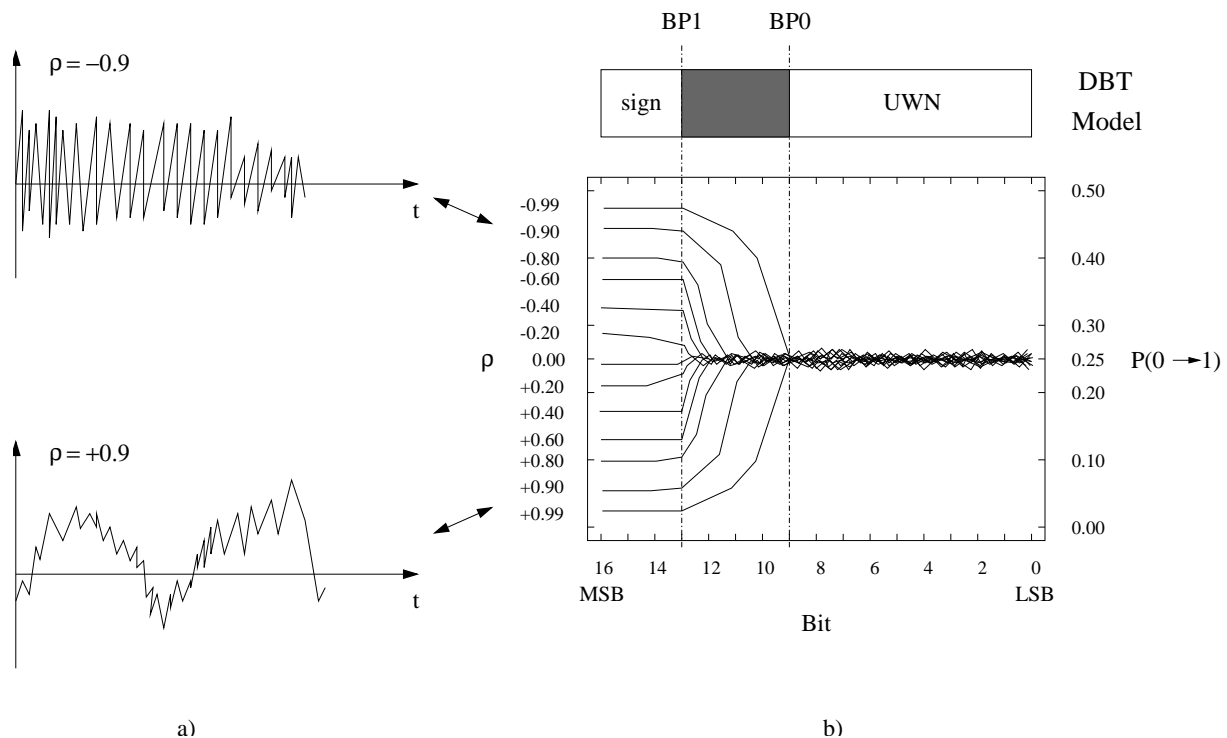 BP1 BP0
ρ = −0.9
sign UWN
DBT
Model
t
-0.99
-0.90
-0.80
-0.60
-0.40
-0.20
0.00
+0.20
+0.40
+0.60
+0.80
+0.90
+0.99
ρ
0.50
0.30
0.25
0.20
0.10
0.00
P(0 → 1)
ρ = +0.9
t
16 14 12 10 8 6 4 2 0
MSB LSB
Bit
a) b)